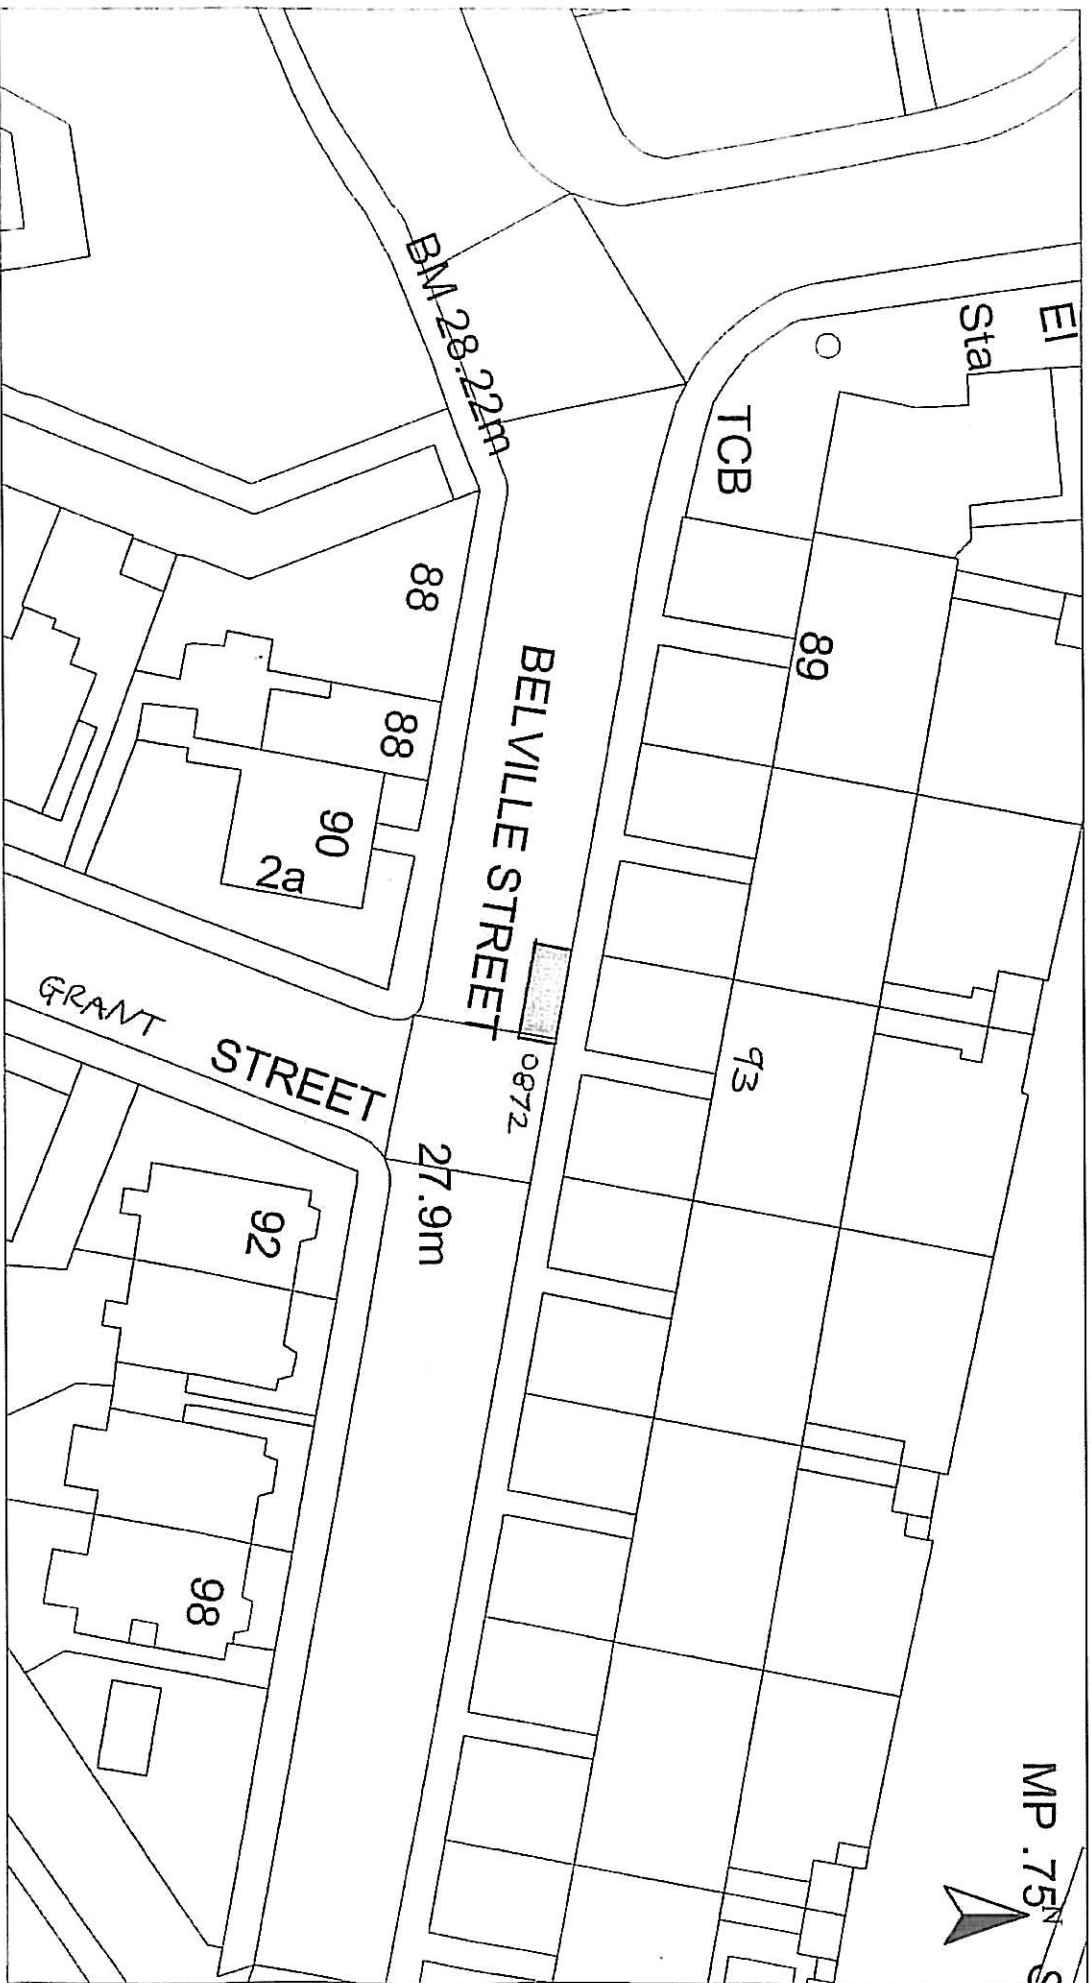 El
Sta
MP .75
N
S
TCB
89
93
BM 28.22m
BELVILLE STREET
0872
27.9m
88
88
90
2a
GRANT STREET
92
98